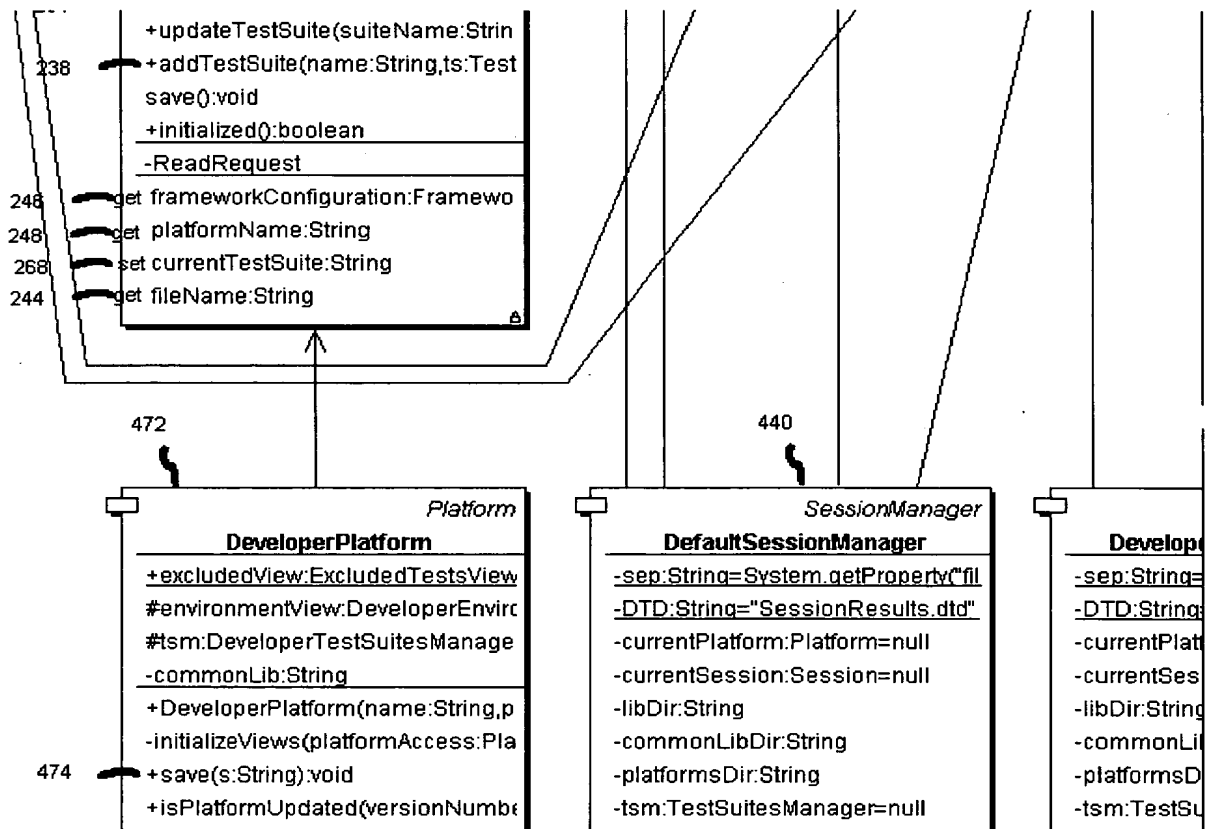 +updateTestSuite(suiteName:Strin
238 +addTestSuite(name:String,ts:Test
save():void
+initialized():boolean
-ReadRequest
246 get frameworkConfiguration:Framewo
248 get platformName:String
268 set currentTestSuite:String
244 get fileName:String
472
Platform
DeveloperPlatform
+excludedView:ExcludedTestsView
#environmentView:DeveloperEnviro
#tsm:DeveloperTestSuitesManage
-commonLib:String
+DeveloperPlatform(name:String,p
-initializeViews(platformAccess:Pla
474 +save(s:String):void
+isPlatformUpdated(versionNumbe
440
SessionManager
DefaultSessionManager
-sep:String=System.getProperty("fil
-DTD:String="SessionResults.dtd"
-currentPlatform:Platform=null
-currentSession:Session=null
-libDir:String
-commonLibDir:String
-platformsDir:String
-tsm:TestSuitesManager=null
Develope
-sep:String=
-DTD:String=
-currentPlatf
-currentSes
-libDir:String
-commonLi
-platformsD
-tsm:TestSu